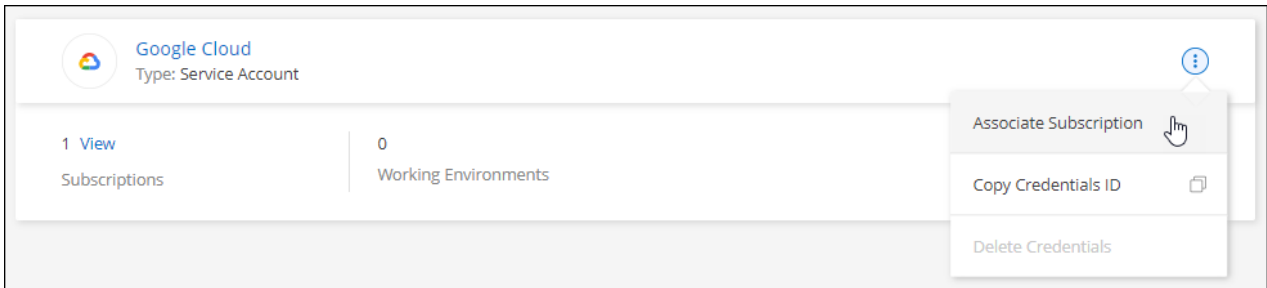 Google Cloud
Type: Service Account
Associate Subscription
1 View
0
Subscriptions
Working Environments
Copy Credentials ID
Delete Credentials